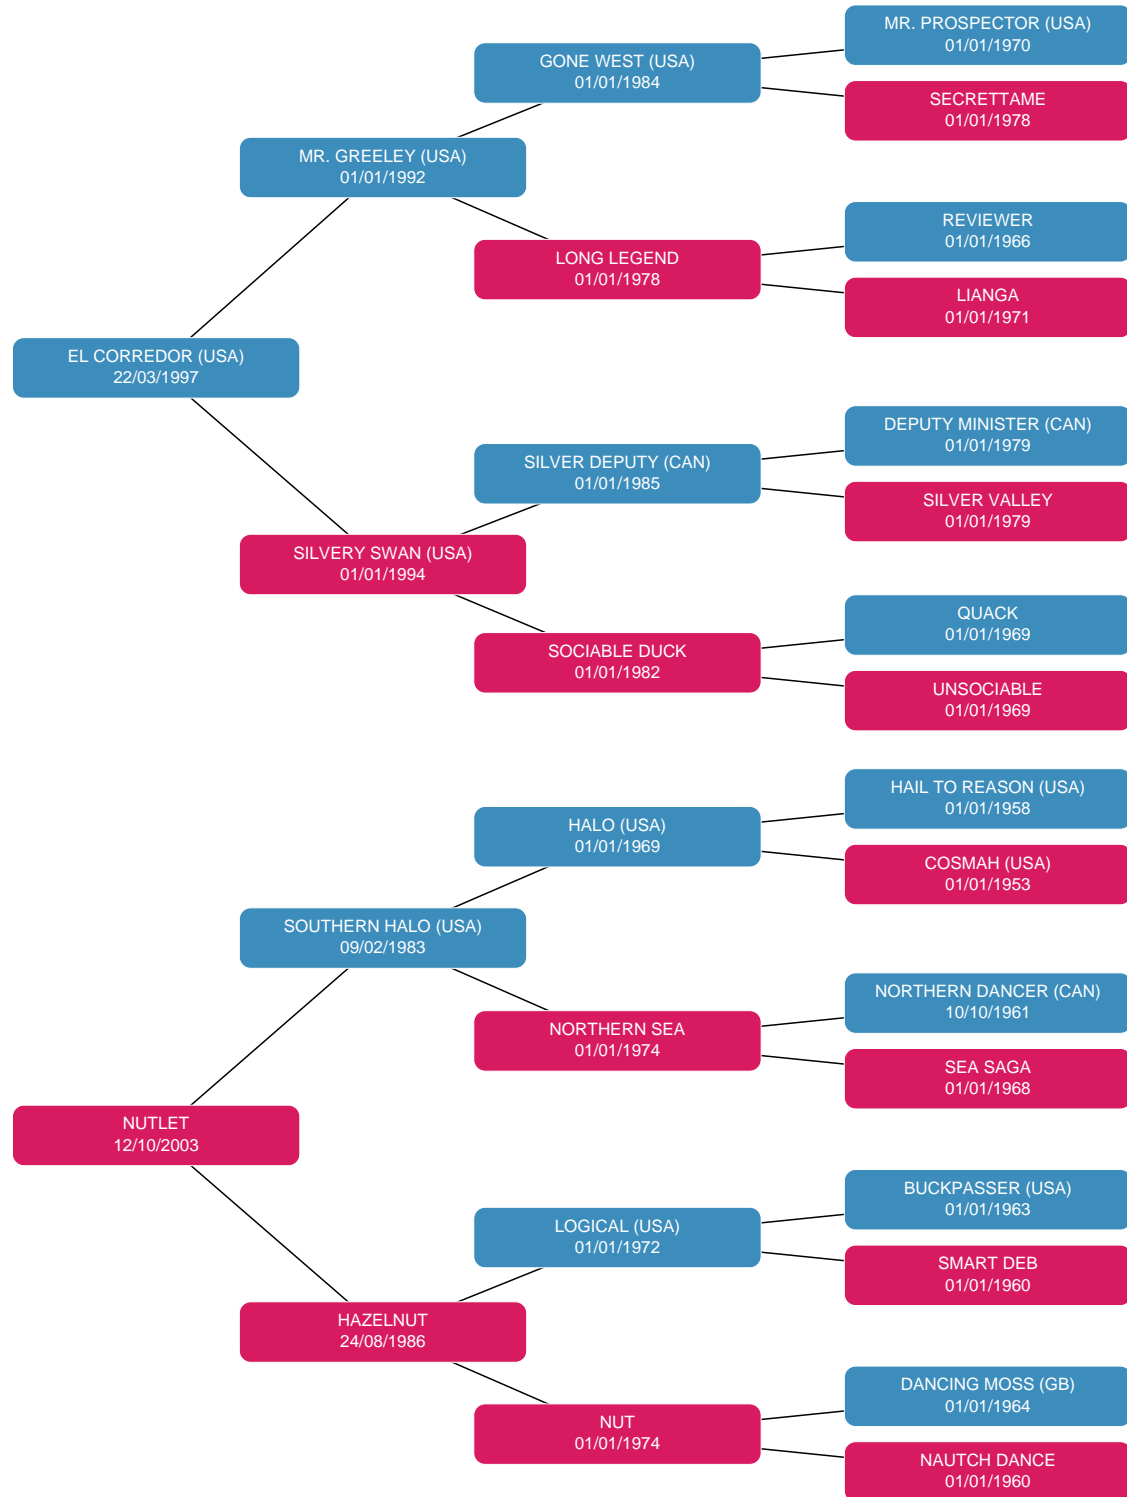 MR. PROSPECTOR (USA)
01/01/1970
GONE WEST (USA)
01/01/1984
SECRETTAME
01/01/1978
MR. GREELEY (USA)
01/01/1992
REVIEWER
01/01/1966
LONG LEGEND
01/01/1978
LIANGA
01/01/1971
EL CORREDOR (USA)
22/03/1997
DEPUTY MINISTER (CAN)
01/01/1979
SILVER DEPUTY (CAN)
01/01/1985
SILVER VALLEY
01/01/1979
SILVERY SWAN (USA)
01/01/1994
QUACK
01/01/1969
SOCIABLE DUCK
01/01/1982
UNSOCIABLE
01/01/1969
HAIL TO REASON (USA)
01/01/1958
HALO (USA)
01/01/1969
COSMAH (USA)
01/01/1953
SOUTHERN HALO (USA)
09/02/1983
NORTHERN DANCER (CAN)
10/10/1961
NORTHERN SEA
01/01/1974
SEA SAGA
01/01/1968
NUTLET
12/10/2003
BUCKPASSER (USA)
01/01/1963
LOGICAL (USA)
01/01/1972
SMART DEB
01/01/1960
HAZELNUT
24/08/1986
DANCING MOSS (GB)
01/01/1964
NUT
01/01/1974
NAUTCH DANCE
01/01/1960